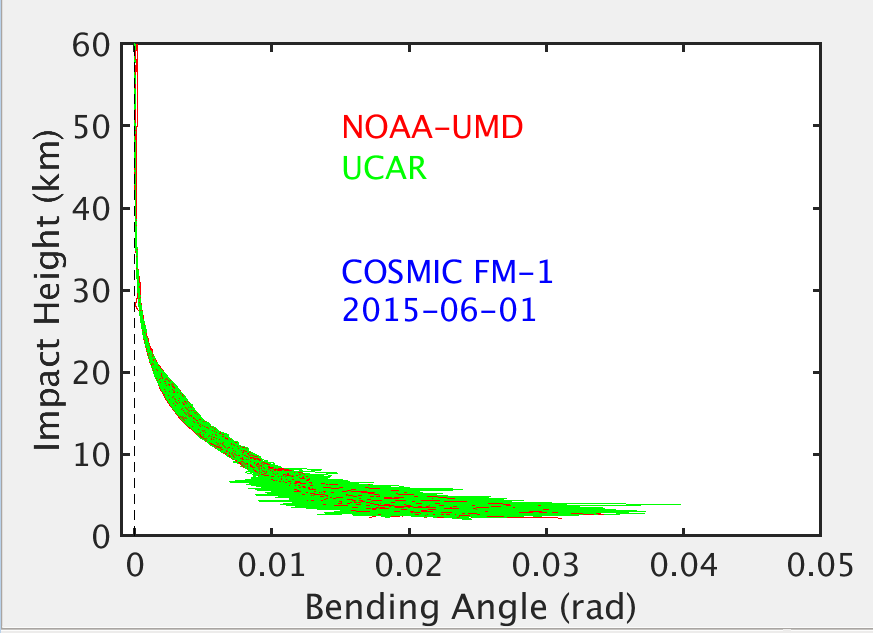 60
50
40
30
20
10
0
Impact Height (km)
NOAA-UMD
UCAR
COSMIC FM-1
2015-06-01
0 0.01 0.02 0.03 0.04 0.05
Bending Angle (rad)